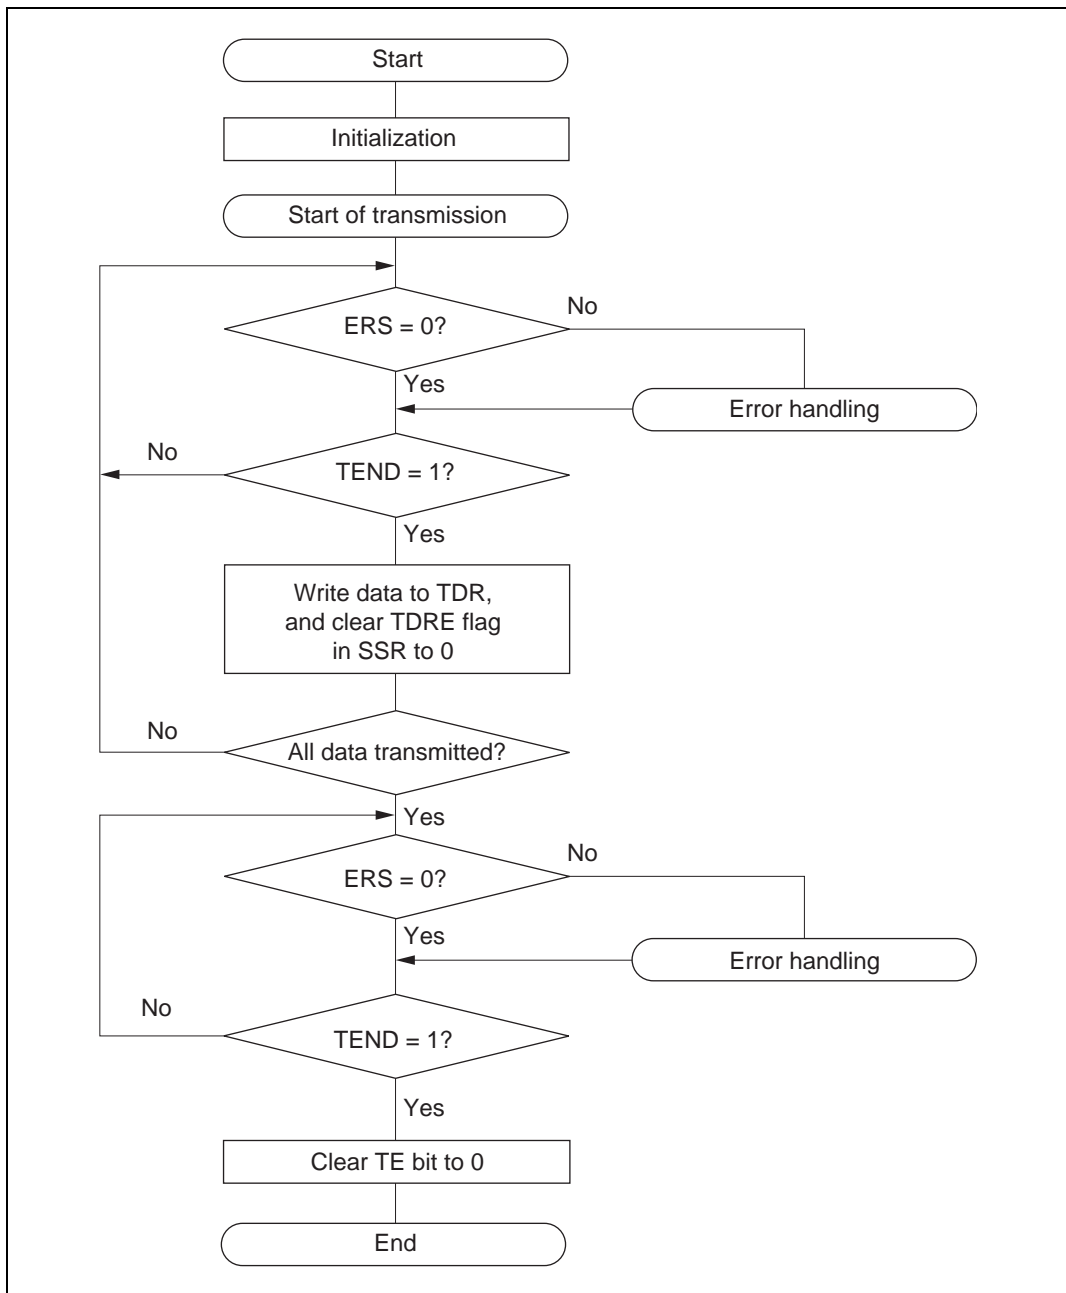 Start
Initialization
Start of transmission
ERS = 0?
No
Yes
Error handling
No
TEND = 1?
Yes
Write data to TDR,
and clear TDRE flag
in SSR to 0
No
All data transmitted?
Yes
No
ERS = 0?
Yes
Error handling
No
TEND = 1?
Yes
Clear TE bit to 0
End